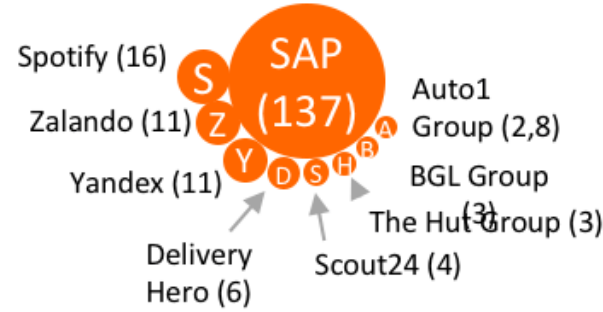 SAP
(137)
Spotify (16)
S
Zalando (11)
Z
Yandex (11)
Y
D
S
H
B
A
Auto1
Group (2,8)
BGL Group
(3)
The Hut Group (3)
Scout24 (4)
Delivery
Hero (6)